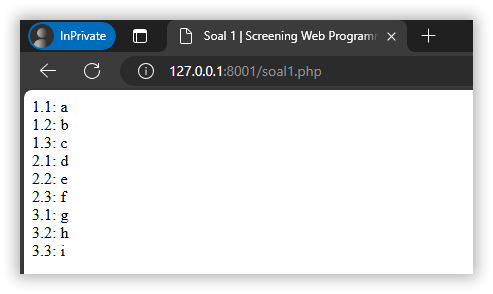 InPrivate
Soal 1 | Screening Web Programm
127.0.0.1:8001/soal1.php
1.1: a
1.2: b
1.3: c
2.1: d
2.2: e
2.3: f
3.1: g
3.2: h
3.3: i